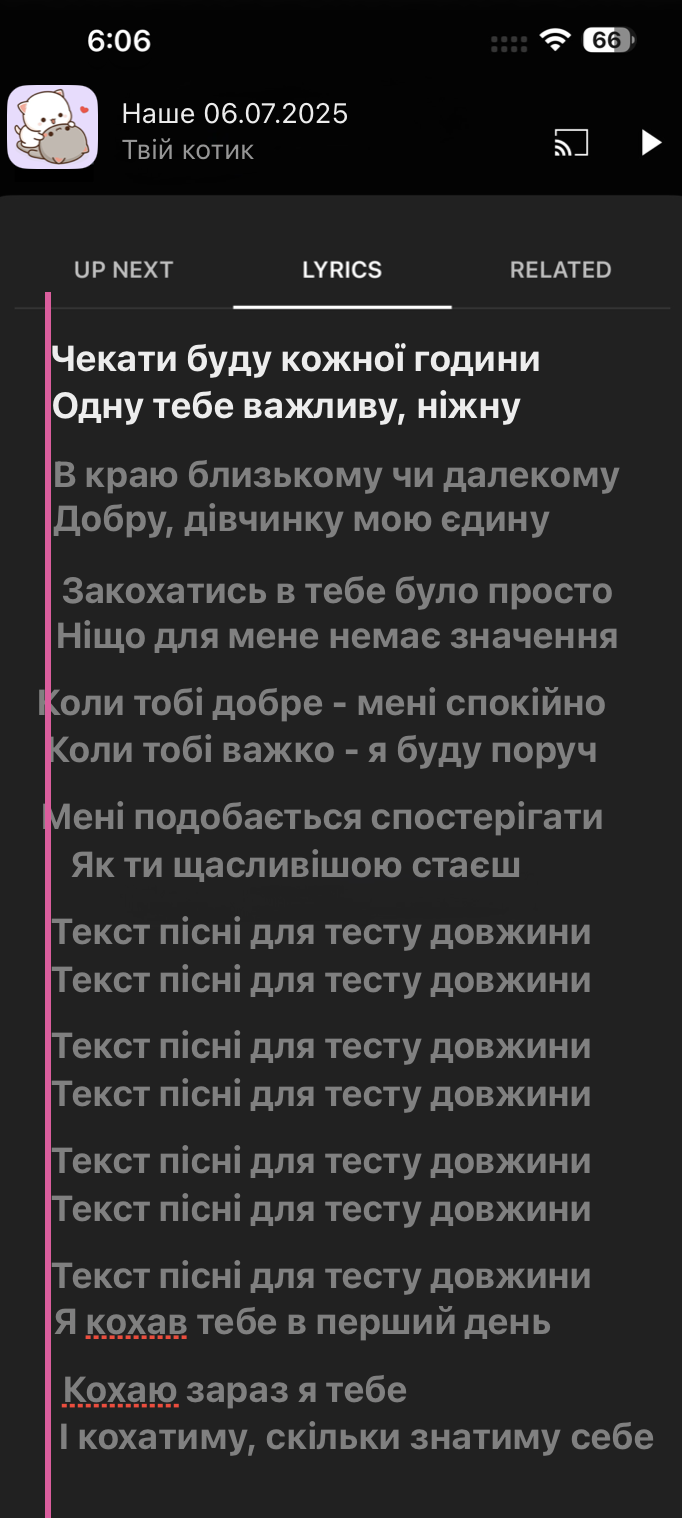 6:06
66
Наше 06.07.2025
Твій котик
UP NEXT
LYRICS
RELATED
Чекати буду кожної години
Одну тебе важливу, ніжну
В краю близькому чи далекому
Добру, дівчинку мою єдину
Закохатись в тебе було просто
Ніщо для мене немає значення
Коли тобі добре - мені спокійно
Коли тобі важко - я буду поруч
Мені подобається спостерігати
Як ти щасливішою стаєш
Текст пісні для тесту довжини
Текст пісні для тесту довжини
Текст пісні для тесту довжини
Текст пісні для тесту довжини
Текст пісні для тесту довжини
Текст пісні для тесту довжини
Текст пісні для тесту довжини
Я кохав тебе в перший день
Кохаю зараз я тебе
І кохатиму, скільки знатиму себе